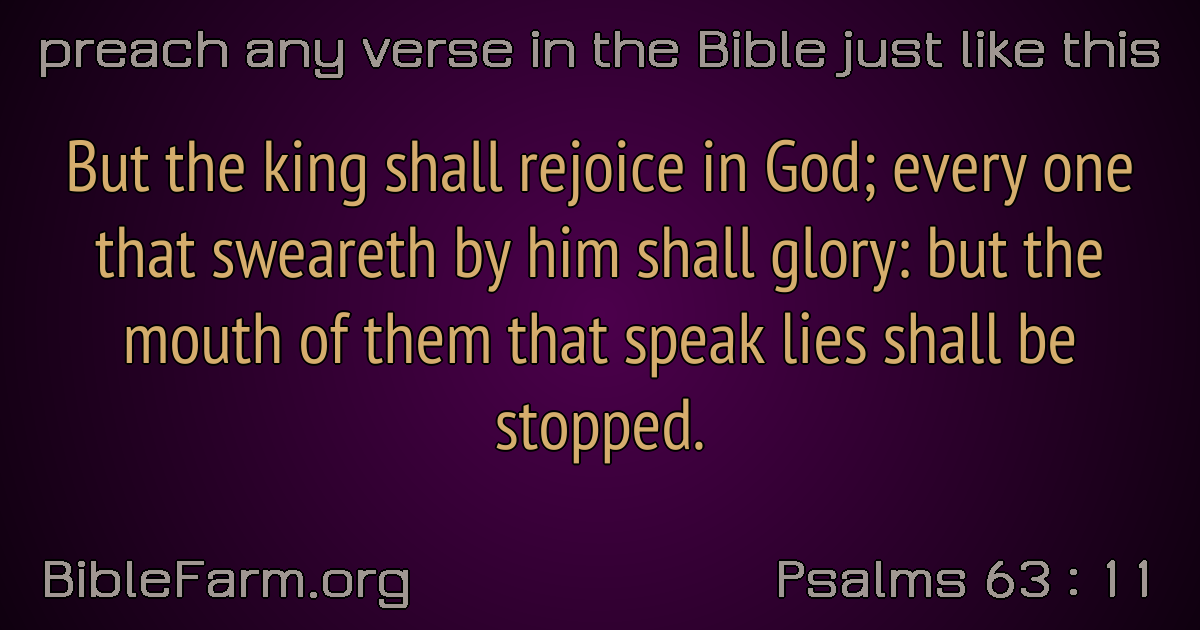 preach any verse in the Bible just like this
But the king shall rejoice in God; every one
that sweareth by him shall glory: but the
mouth of them that speak lies shall be
stopped.
BibleFarm.org
Psalms 63 : 11